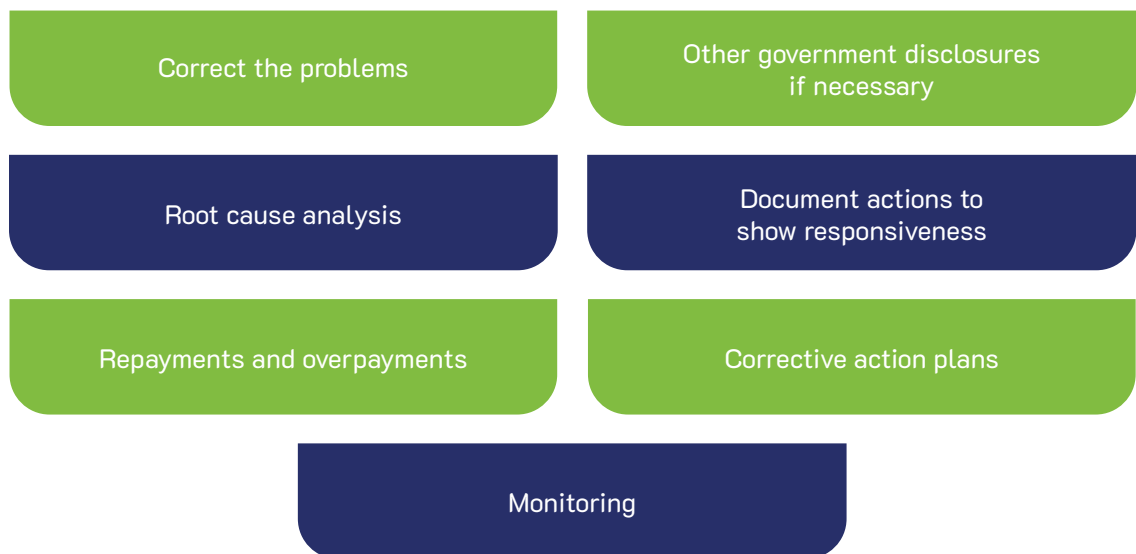 Correct the problems
Other government disclosures
if necessary
Root cause analysis
Document actions to
show responsiveness
Repayments and overpayments
Corrective action plans
Monitoring